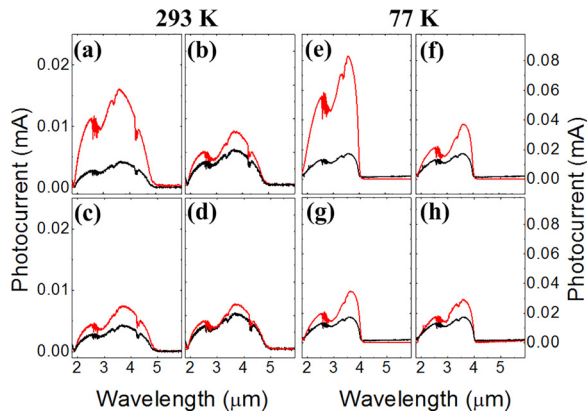 293 K 77 K
(a) (b) (e) (f)
0.02
0.01
0.00
0.08
0.06
0.04
0.02
0.00
Photocurrent (mA)
Photocurrent (mA)
(c) (d) (g) (h)
0.02
0.01
0.00
0.08
0.06
0.04
0.02
0.00
2 3 4 5 2 3 4 5 2 3 4 5 2 3 4 5
Wavelength (μm) Wavelength (μm)